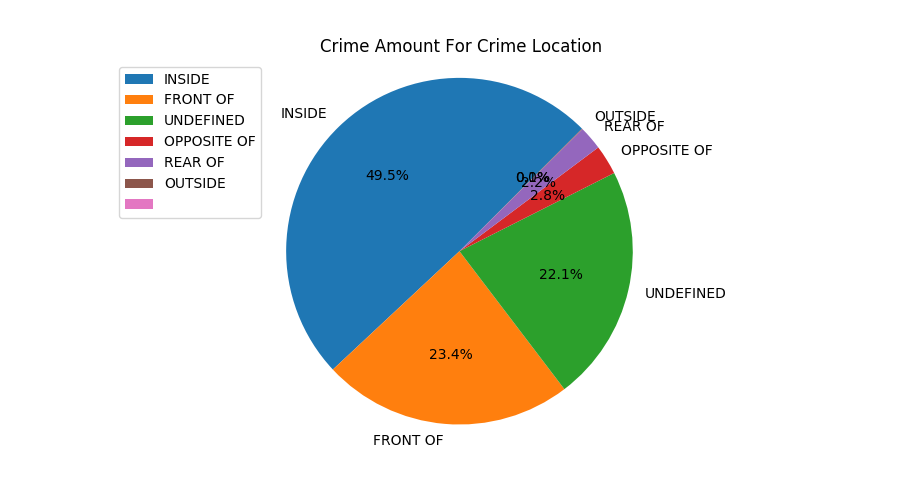 Crime Amount For Crime Location
INSIDE
FRONT OF
UNDEFINED
OPPOSITE OF
REAR OF
OUTSIDE
INSIDE
49.5%
FRONT OF
23.4%
UNDEFINED
22.1%
OPPOSITE OF
2.8%
REAR OF
2.2%
OUTSIDE